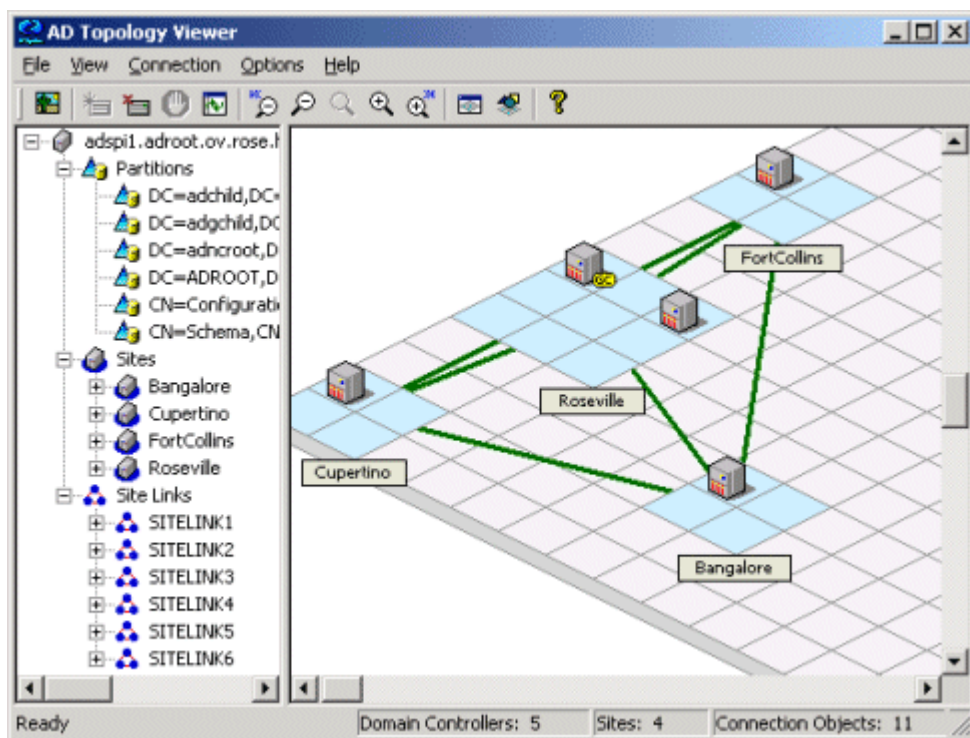 AD Topology Viewer
File View Connection Options Help
adspi1.adroot.ov.rose.h
Partitions
DC=adchild,DC=
DC=adgchild,DC
DC=adncroot,D
DC=ADROOT,D
CN=Configuratio
CN=Schema,CN
Sites
Bangalore
Cupertino
FortCollins
Roseville
Site Links
SITELINK1
SITELINK2
SITELINK3
SITELINK4
SITELINK5
SITELINK6
FortCollins
GC
Roseville
Cupertino
Bangalore
Ready
Domain Controllers: 5
Sites: 4
Connection Objects: 11